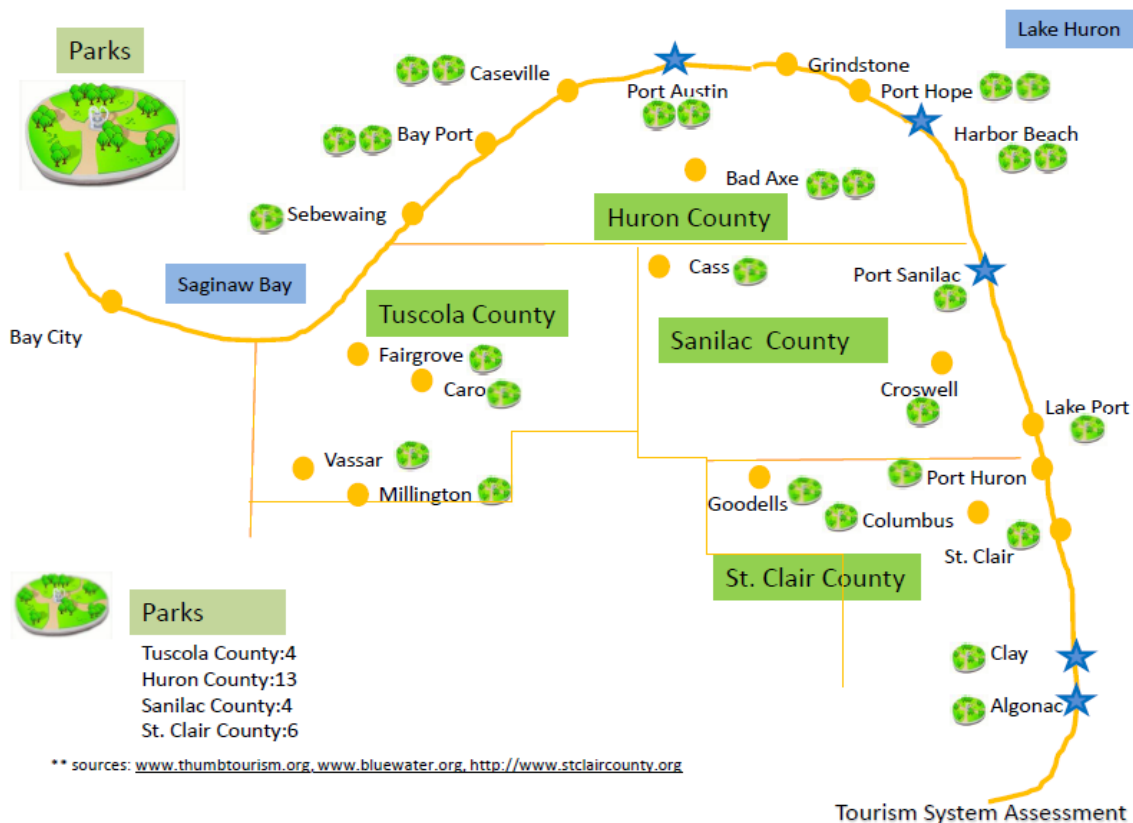 Lake Huron
Parks
Caseville
Grindstone
Port Austin
Port Hope
Bay Port
Harbor Beach
Bad Axe
Sebewaing
Huron County
Cass
Port Sanilac
Saginaw Bay
Tuscola County
Bay City
Sanilac County
Fairgrove
Caro
Croswell
Lake Port
Vassar
Millington
Port Huron
Goodells
Columbus
St. Clair
St. Clair County
Parks
Tuscola County:4
Huron County:13
Sanilac County:4
St. Clair County:6
Clay
Algonac
** sources: www.thumbtourism.org, www.bluewater.org, http://www.stclaircounty.org
Tourism System Assessment